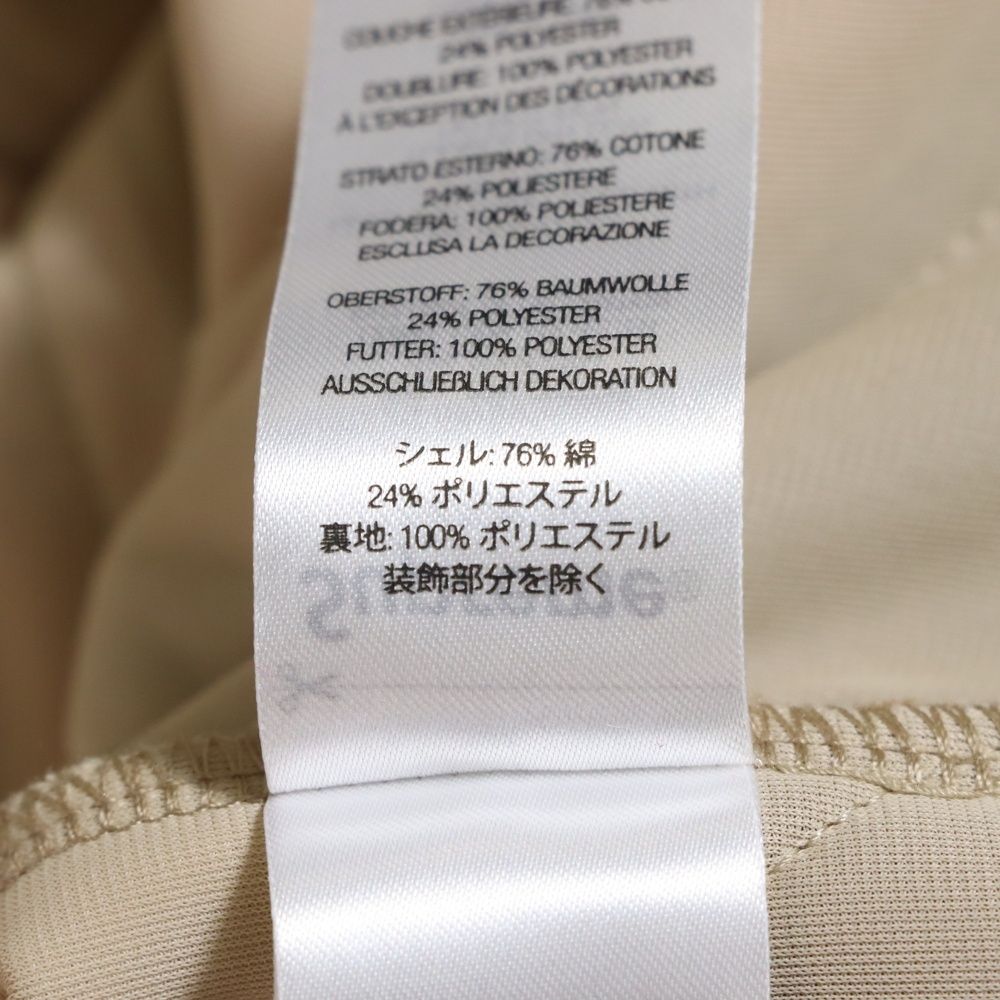 COUCHE EXTÉRIEURE: 76%
24% POLYESTER
DOUBLURE: 100% POLYESTER
À L'EXCEPTION DES DÉCORATIONS
STRATO ESTERNO: 76% COTONE
24% POLIESTERE
FODERA: 100% POLIESTERE
ESCLUSA LA DECORAZIONE
OBERSTOFF: 76% BAUMWOLLE
24% POLYESTER
FUTTER: 100% POLYESTER
AUSSCHLIEßLICH DEKORATION
シェル: 76% 綿
24% ポリエステル
裏地: 100% ポリエステル
装飾部分を除く